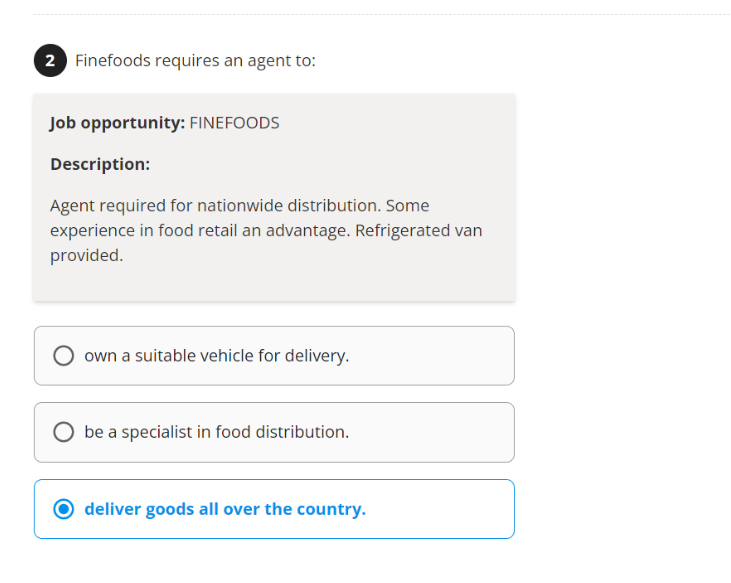 2 Finefoods requires an agent to:
Job opportunity: FINEFOODS
Description:
Agent required for nationwide distribution. Some
experience in food retail an advantage. Refrigerated van
provided.
own a suitable vehicle for delivery.
be a specialist in food distribution.
deliver goods all over the country.